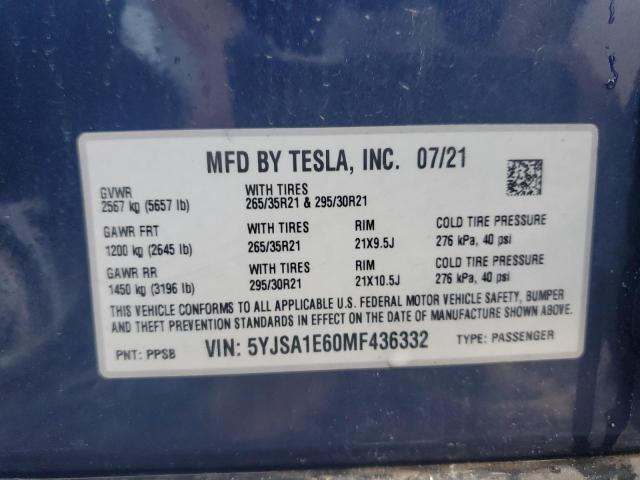 MFD BY TESLA, INC. 07/21
GVWR
2567 kg (5657 lb)
WITH TIRES
265/35R21 & 295/30R21
GAWR FRT
1200 kg (2645 lb)
WITH TIRES
265/35R21
RIM
21X9.5J
COLD TIRE PRESSURE
276 kPa, 40 psi
GAWR RR
1450 kg (3196 lb)
WITH TIRES
295/30R21
RIM
21X10.5J
COLD TIRE PRESSURE
276 kPa, 40 psi
THIS VEHICLE CONFORMS TO ALL APPLICABLE U.S. FEDERAL MOTOR VEHICLE SAFETY, BUMPER
AND THEFT PREVENTION STANDARDS IN EFFECT ON THE DATE OF MANUFACTURE SHOWN ABOVE.
PNT: PPSB VIN: 5YJSA1E60MF436332 TYPE: PASSENGER